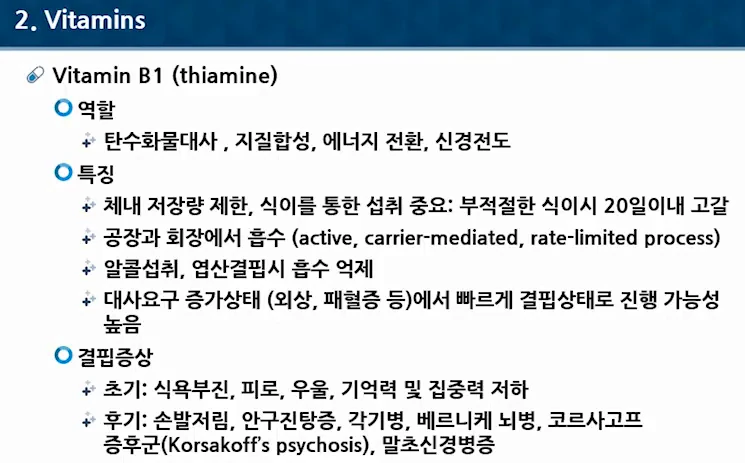 2. Vitamins
Vitamin B1 (thiamine)
역할
탄수화물대사 , 지질합성, 에너지 전환, 신경전도
특징
체내 저장량 제한, 식이를 통한 섭취 중요: 부적절한 식이시 20일이내 고갈
공장과 회장에서 흡수 (active, carrier-mediated, rate-limited process)
알콜섭취, 엽산결핍시 흡수 억제
대사요구 증가상태 (외상, 패혈증 등)에서 빠르게 결핍상태로 진행 가능성
높음
결핍증상
초기: 식욕부진, 피로, 우울, 기억력 및 집중력 저하
후기: 손발저림, 안구진탕증, 각기병, 베르니케 뇌병, 코르사고프
증후군(Korsakoff's psychosis), 말초신경병증